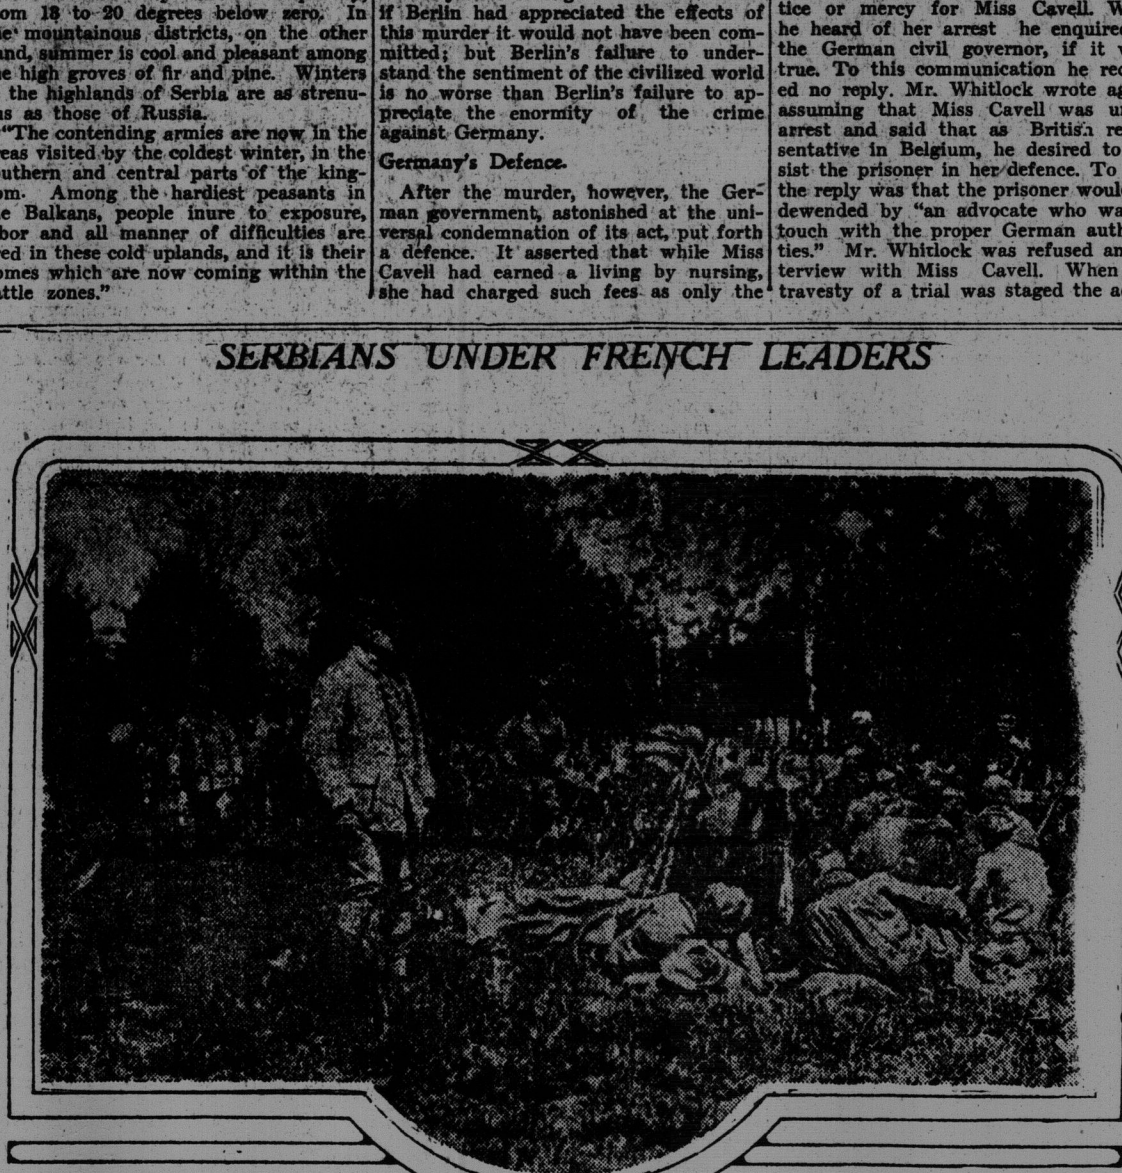 om 18 to 20 degrees below zero. In
e mountainous districts, on the other
nd, summer is cool and pleasant among
e high groves of fir and pine. Winters
the highlands of Serbia are as strenu-
s as those of Russia.
"The contending armies are now in the
eas visited by the coldest winter, in the
uthern and central parts of the king-
om. Among the hardiest peasants in
e Balkans, people inure to exposure,
bor and all manner of difficulties are
ed in these cold uplands, and it is their
omes which are now coming within the
ttle zones."
if Berlin had appreciated the effects of
this murder it would not have been com-
mitted; but Berlin's failure to under-
stand the sentiment of the civilized world
is no worse than Berlin's failure to ap-
preciate the enormity of the crime
against Germany.
Germany's Defence.
After the murder, however, the Ger-
man government, astonished at the uni-
versal condemnation of its act, put forth
a defence. It asserted that while Miss
Cavell had earned a living by nursing,
she had charged such fees as only the
tice or mercy for Miss Cavell. W
he heard of her arrest he enquire
the German civil governor, if it
true. To this communication he rec
ed no reply. Mr. Whitlock wrote ag
assuming that Miss Cavell was u
arrest and said that as British re
sentative in Belgium, he desired to
sist the prisoner in her defence. To
the reply was that the prisoner woul
dewended by "an advocate who wa
touch with the proper German auth
ties." Mr. Whitlock was refused an
terview with Miss Cavell. When
travesty of a trial was staged the a
SERBIANS UNDER FRENCH LEADERS